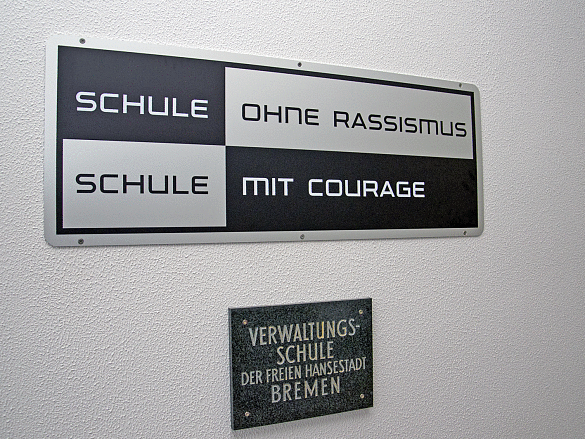 SCHULE OHNE RASSISMUS
SCHULE MIT COURAGE
VERWALTUNGS-
SCHULE
DER FREIEN HANSESTADT
BREMEN